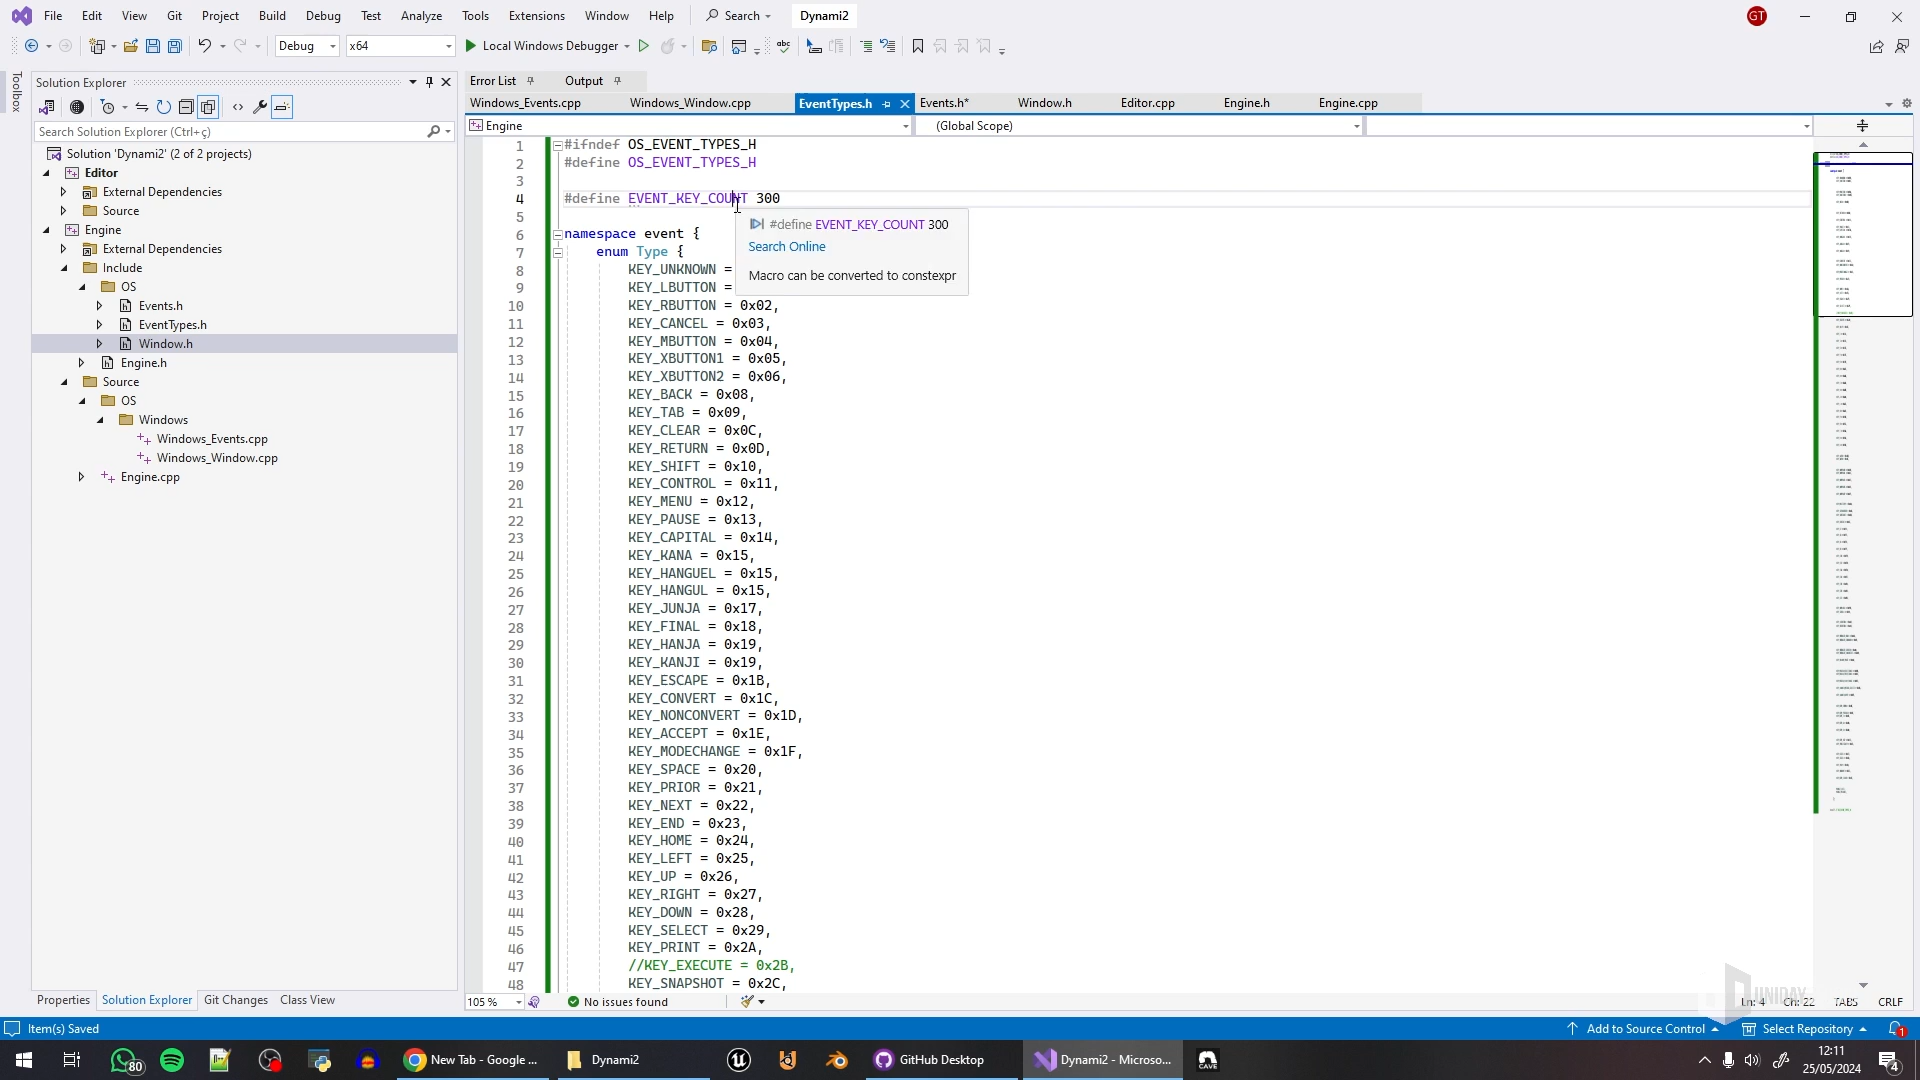 File Edit View Git Project Build Debug Test Analyze Tools Extensions Window Help Search Dynami2 GT
Debug x64 Local Windows Debugger
Toolbox
Solution Explorer
Search Solution Explorer (Ctrl+ç)
Solution 'Dynami2' (2 of 2 projects)
Editor
External Dependencies
Source
Engine
External Dependencies
Include
OS
Events.h
EventTypes.h
Window.h
Engine.h
Source
OS
Windows
Windows_Events.cpp
Windows_Window.cpp
Engine.cpp
Properties Solution Explorer Git Changes Class View
Error List Output
Windows_Events.cpp Windows_Window.cpp EventTypes.h Events.h* Window.h Editor.cpp Engine.h Engine.cpp
Engine (Global Scope)
1 #ifndef OS_EVENT_TYPES_H
2 #define OS_EVENT_TYPES_H
3
4 #define EVENT_KEY_COUNT 300
5
6 namespace event {
7 enum Type {
8 KEY_UNKNOWN =
9 KEY_LBUTTON =
10 KEY_RBUTTON = 0x02,
11 KEY_CANCEL = 0x03,
12 KEY_MBUTTON = 0x04,
13 KEY_XBUTTON1 = 0x05,
14 KEY_XBUTTON2 = 0x06,
15 KEY_BACK = 0x08,
16 KEY_TAB = 0x09,
17 KEY_CLEAR = 0x0C,
18 KEY_RETURN = 0x0D,
19 KEY_SHIFT = 0x10,
20 KEY_CONTROL = 0x11,
21 KEY_MENU = 0x12,
22 KEY_PAUSE = 0x13,
23 KEY_CAPITAL = 0x14,
24 KEY_KANA = 0x15,
25 KEY_HANGUEL = 0x15,
26 KEY_HANGUL = 0x15,
27 KEY_JUNJA = 0x17,
28 KEY_FINAL = 0x18,
29 KEY_HANJA = 0x19,
30 KEY_KANJI = 0x19,
31 KEY_ESCAPE = 0x1B,
32 KEY_CONVERT = 0x1C,
33 KEY_NONCONVERT = 0x1D,
34 KEY_ACCEPT = 0x1E,
35 KEY_MODECHANGE = 0x1F,
36 KEY_SPACE = 0x20,
37 KEY_PRIOR = 0x21,
38 KEY_NEXT = 0x22,
39 KEY_END = 0x23,
40 KEY_HOME = 0x24,
41 KEY_LEFT = 0x25,
42 KEY_UP = 0x26,
43 KEY_RIGHT = 0x27,
44 KEY_DOWN = 0x28,
45 KEY_SELECT = 0x29,
46 KEY_PRINT = 0x2A,
47 //KEY_EXECUTE = 0x2B,
48 KEY_SNAPSHOT = 0x2C,
#define EVENT_KEY_COUNT 300
Search Online
Macro can be converted to constexpr
105 % No issues found Ln: 4 Ch: 22 TABS CRLF
UNIDAY
Item(s) Saved Add to Source Control Select Repository 1
80 New Tab - Google ... Dynami2 GitHub Desktop Dynami2 - Microso... CAVE
12:11
25/05/2024
4